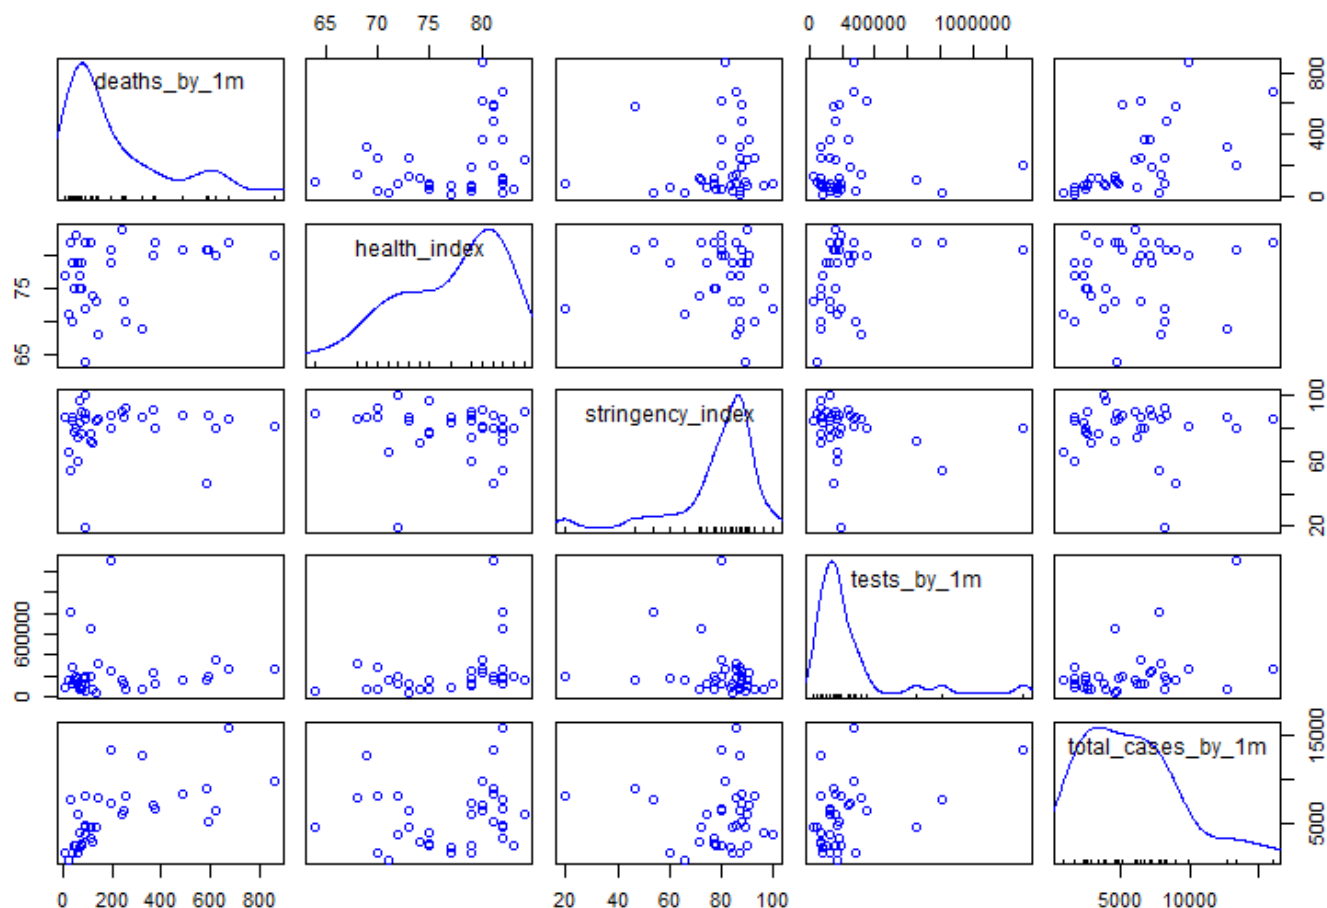 65 70 75 80
0 400000 1000000
deaths_by_1m
0 400 800
health_index
65 75
stringency_index
20 60 100
tests_by_1m
0 600000
total_cases_by_1m
5000 15000
0 200 400 600 800
20 40 60 80 100
5000 10000